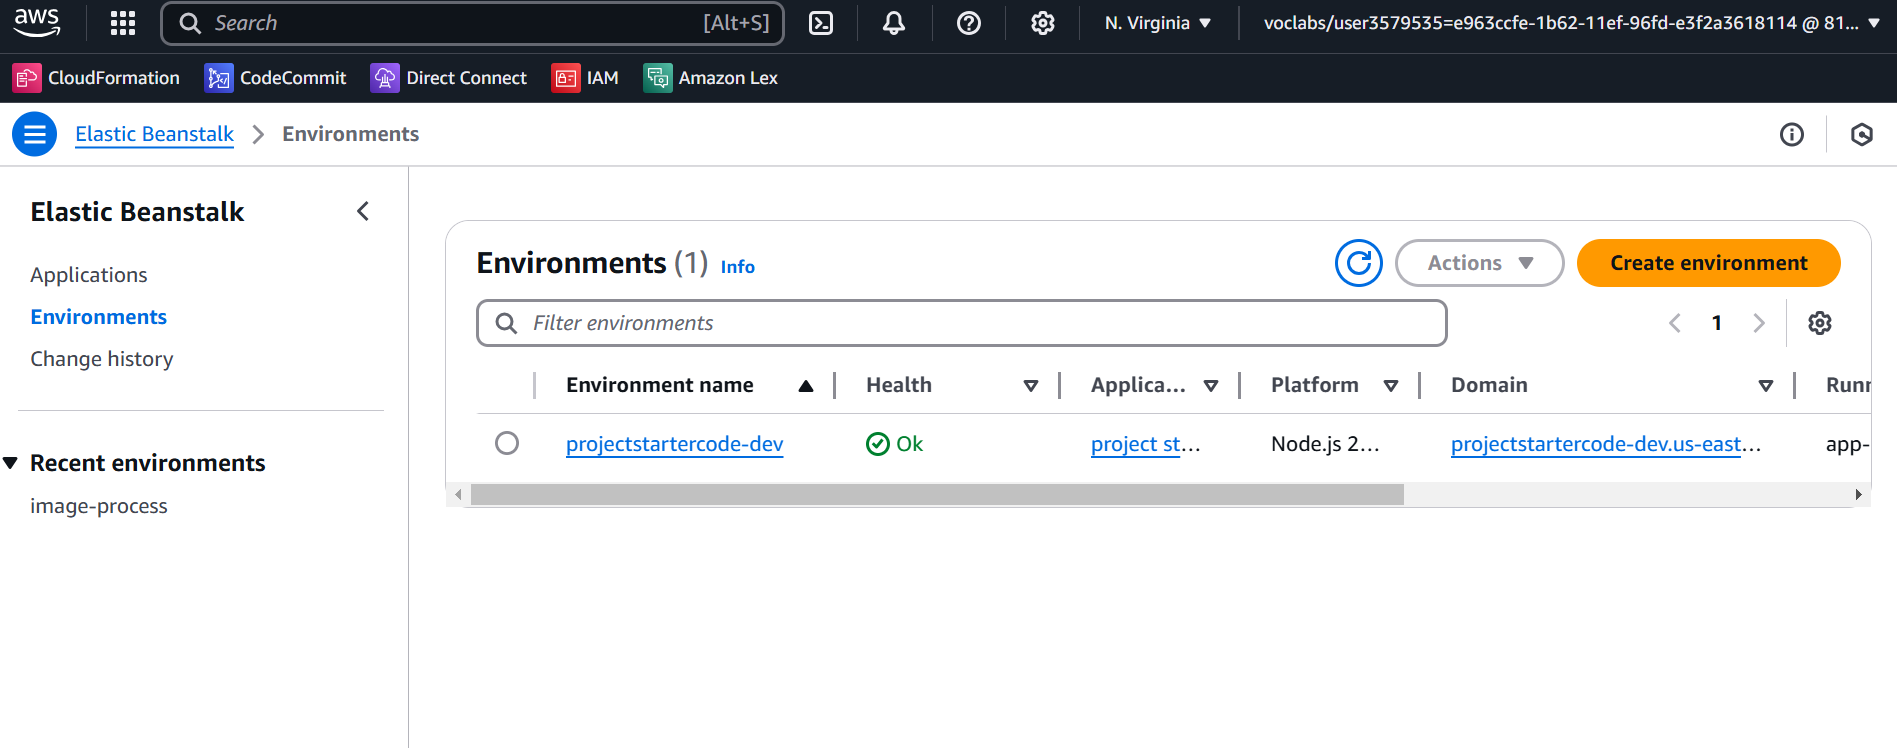 aws Search [Alt+S] N. Virginia voclabs/user3579535=e963ccfe-1b62-11ef-96fd-e3f2a3618114 @ 81...
CloudFormation CodeCommit Direct Connect IAM Amazon Lex
Elastic Beanstalk Environments
Elastic Beanstalk
Applications
Environments
Change history
Recent environments
image-process
Environments (1) Info Actions Create environment
Filter environments 1
Environment name Health Applica... Platform Domain Runn
projectstartercode-dev Ok project st... Node.js 2... projectstartercode-dev.us-east... app-